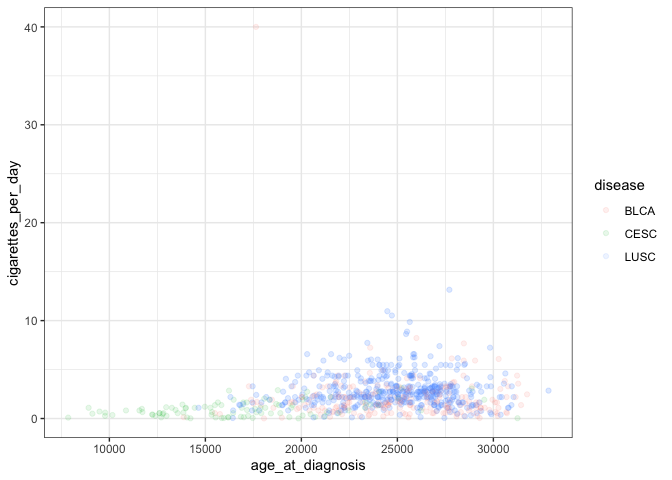 40
30
20
10
0
cigarettes_per_day
10000 15000 20000 25000 30000
age_at_diagnosis
disease
BLCA
CESC
LUSC